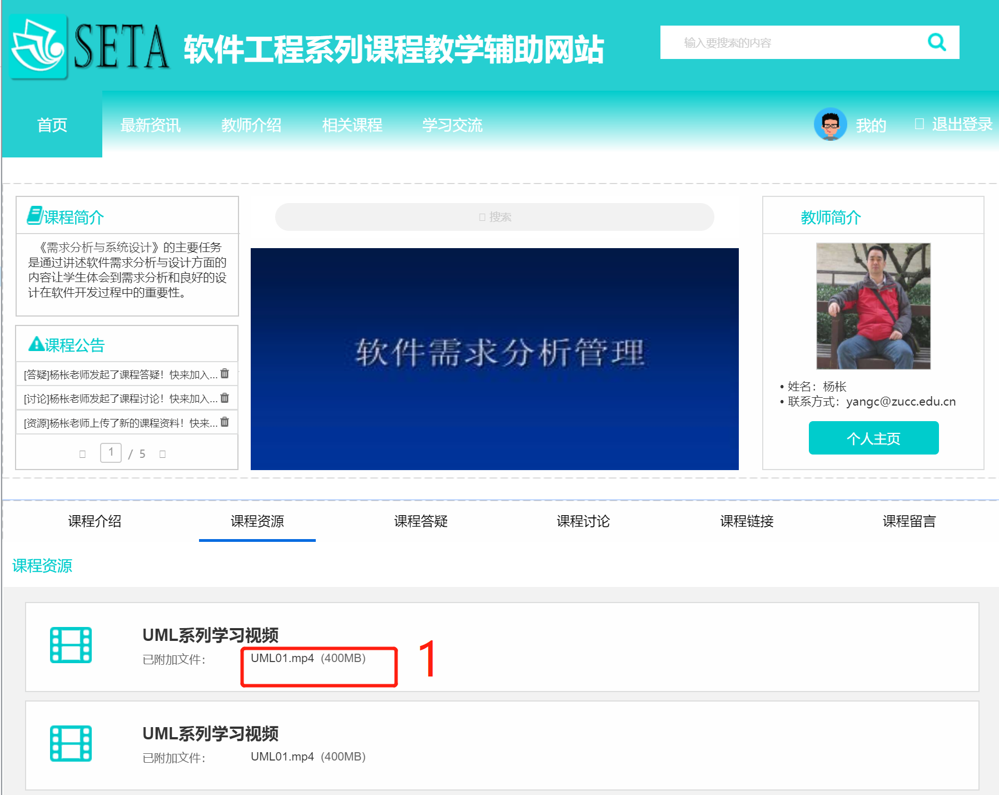 SETA
软件工程系列课程教学辅助网站
输入要搜索的内容
首页
最新资讯
教师介绍
相关课程
学习交流
我的
退出登录
课程简介
《需求分析与系统设计》的主要任务
是通过讲述软件需求分析与设计方面的
内容让学生体会到需求分析和良好的设
计在软件开发过程中的重要性。
课程公告
[答疑]杨枨老师发起了课程答疑！快来加入...
[讨论]杨枨老师发起了课程讨论！快来加入...
[资源]杨枨老师上传了新的课程资料！快来...
1 / 5
搜索
软件需求分析管理
教师简介
• 姓名：杨枨
• 联系方式：yangc@zucc.edu.cn
个人主页
课程介绍
课程资源
课程答疑
课程讨论
课程链接
课程留言
课程资源
UML系列学习视频
已附加文件： UML01.mp4 (400MB)
1
UML系列学习视频
已附加文件： UML01.mp4 (400MB)